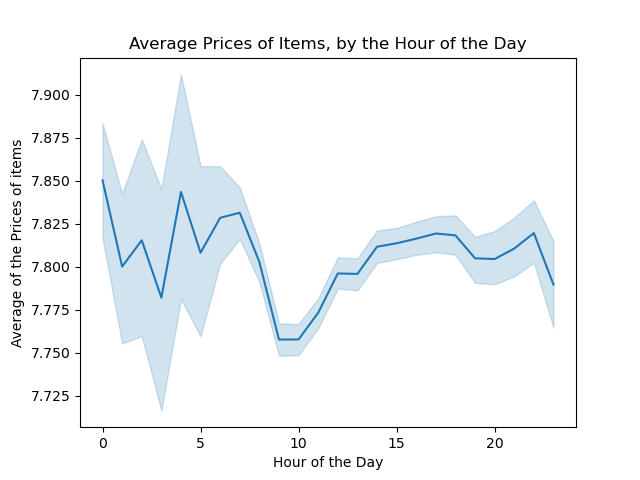 Average Prices of Items, by the Hour of the Day
7.900
7.875
7.850
7.825
7.800
7.775
7.750
7.725
Average of the Prices of items
0 5 10 15 20
Hour of the Day